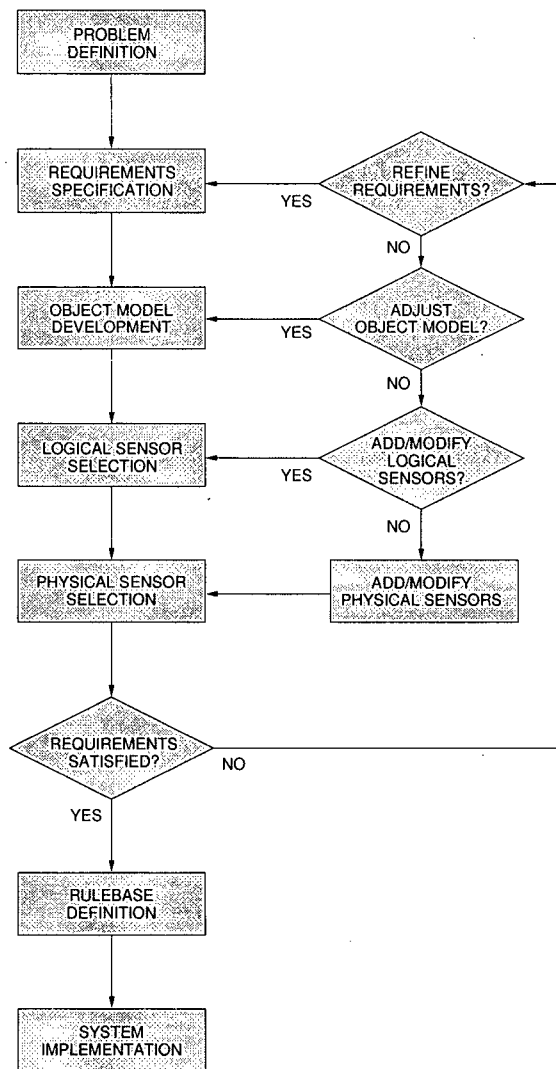 PROBLEM
DEFINITION
REQUIREMENTS
SPECIFICATION
YES
REFINE
REQUIREMENTS?
NO
OBJECT MODEL
DEVELOPMENT
YES
ADJUST
OBJECT MODEL?
NO
LOGICAL SENSOR
SELECTION
YES
ADD/MODIFY
LOGICAL
SENSORS?
NO
PHYSICAL SENSOR
SELECTION
ADD/MODIFY
PHYSICAL SENSORS
REQUIREMENTS
SATISFIED?
NO
YES
RULEBASE
DEFINITION
SYSTEM
IMPLEMENTATION